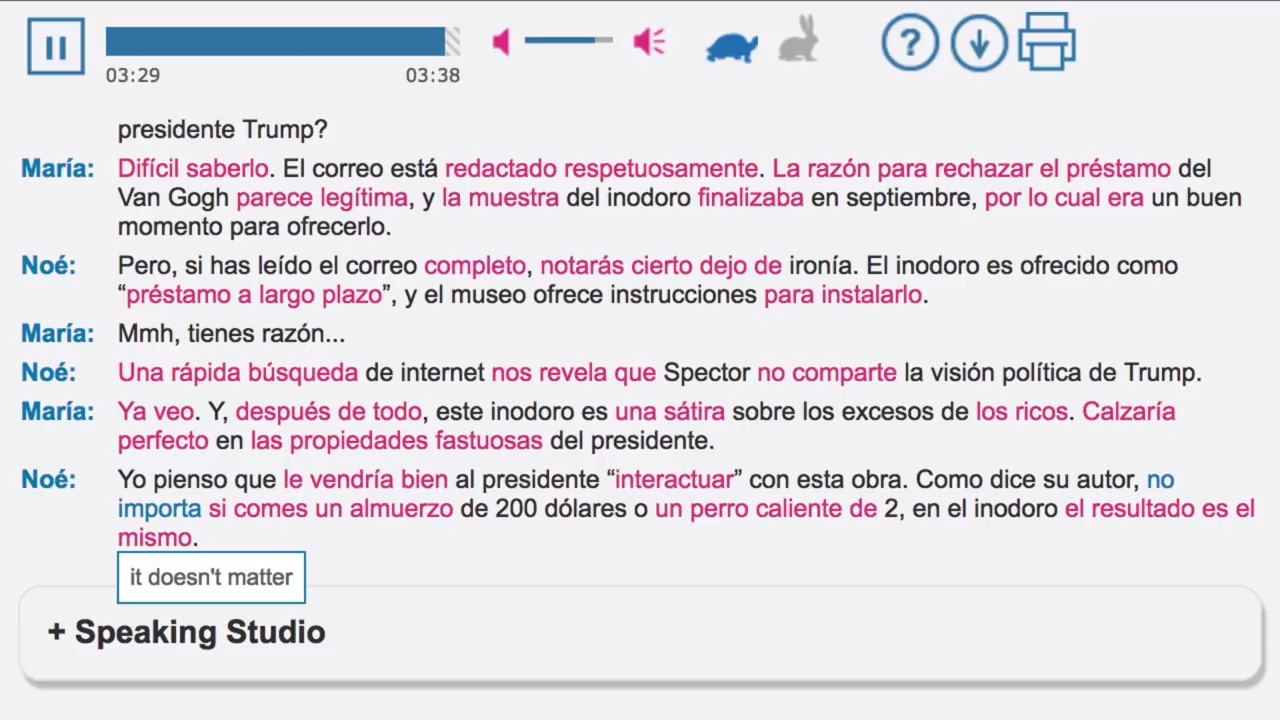 03:29
03:38
?
presidente Trump?
María: Difícil saberlo. El correo está redactado respetuosamente. La razón para rechazar el préstamo del
Van Gogh parece legítima, y la muestra del inodoro finalizaba en septiembre, por lo cual era un buen
momento para ofrecerlo.
Noé: Pero, si has leído el correo completo, notarás cierto dejo de ironía. El inodoro es ofrecido como
“préstamo a largo plazo”, y el museo ofrece instrucciones para instalarlo.
María: Mmh, tienes razón...
Noé: Una rápida búsqueda de internet nos revela que Spector no comparte la visión política de Trump.
María: Ya veo. Y, después de todo, este inodoro es una sátira sobre los excesos de los ricos. Calzaría
perfecto en las propiedades fastuosas del presidente.
Noé: Yo pienso que le vendría bien al presidente “interactuar” con esta obra. Como dice su autor, no
importa si comes un almuerzo de 200 dólares o un perro caliente de 2, en el inodoro el resultado es el
mismo.
it doesn't matter
+ Speaking Studio